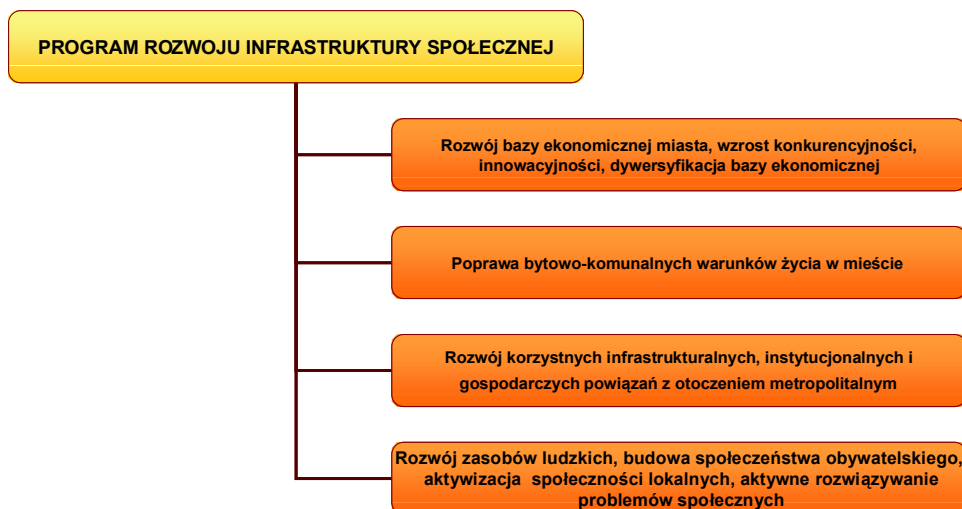 PROGRAM ROZWOJU INFRASTRUKTURY SPOŁECZNEJ
Rozwój bazy ekonomicznej miasta, wzrost konkurencyjności,
innowacyjności, dywersyfikacja bazy ekonomicznej
Poprawa bytowo-komunalnych warunków życia w mieście
Rozwój korzystnych infrastrukturalnych, instytucjonalnych i
gospodarczych powiązań z otoczeniem metropolitalnym
Rozwój zasobów ludzkich, budowa społeczeństwa obywatelskiego,
aktywizacja społeczności lokalnych, aktywne rozwiązywanie
problemów społecznych